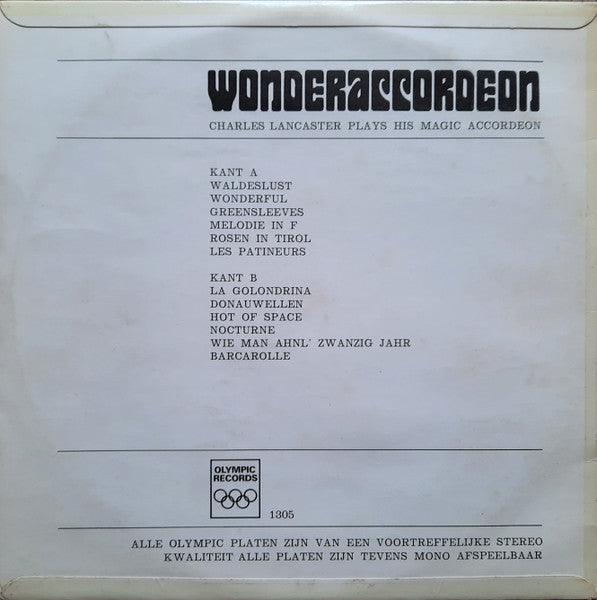 WONDERACCORDEON
CHARLES LANCASTER PLAYS HIS MAGIC ACCORDEON
KANT A
WALDESLUST
WONDERFUL
GREENSLEEVES
MELODIE IN F
ROSEN IN TIROL
LES PATINEURS
KANT B
LA GOLONDRINA
DONAUWELLEN
HOT OF SPACE
NOCTURNE
WIE MAN AHNL' ZWANZIG JAHR
BARCAROLLE
OLYMPIC
RECORDS
1305
ALLE OLYMPIC PLATEN ZIJN VAN EEN VOORTREFFELIJKE STEREO
KWALITEIT ALLE PLATEN ZIJN TEVENS MONO AFSPEELBAAR